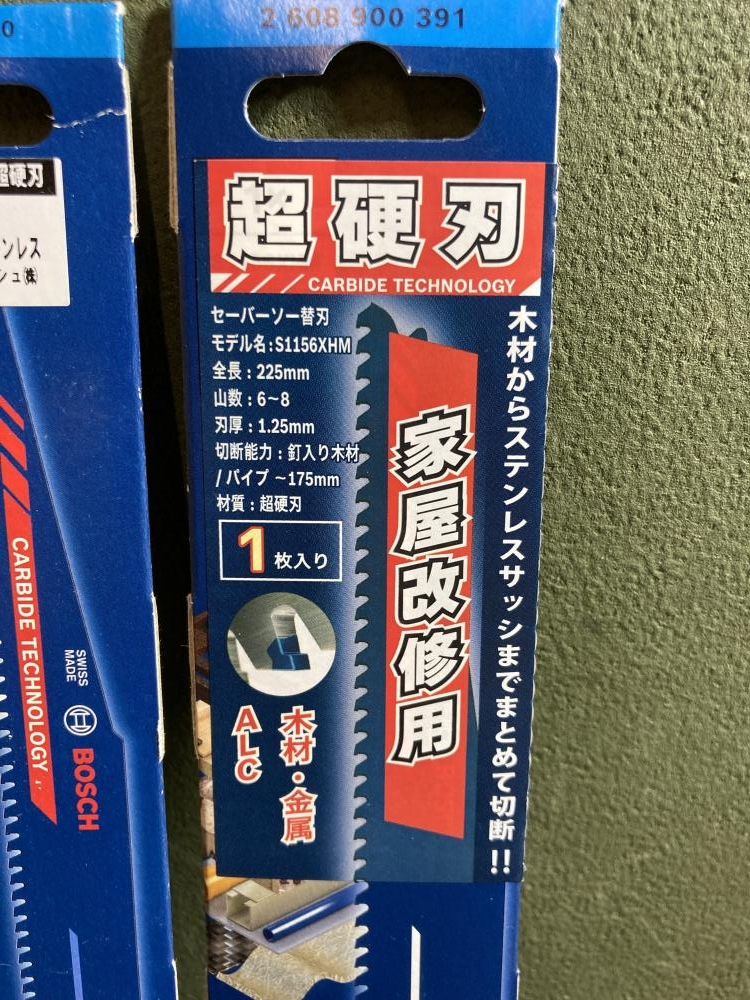 0
超硬刃
ンレス
シュ㈱
CARBIDE TECHNOLOGY
SWISS
MADE
BOSCH
2 608 900 391
超硬刃
CARBIDE TECHNOLOGY
セーバーソー替刃
モデル名:S1156XHM
全長:225mm
山数:6~8
刃厚:1.25mm
切断能力:釘入り木材
/パイプ ~175mm
材質:超硬刃
1枚入り
木材・金属
ALC
家屋改修用
木材からステンレスサッシまでまとめて切断!!